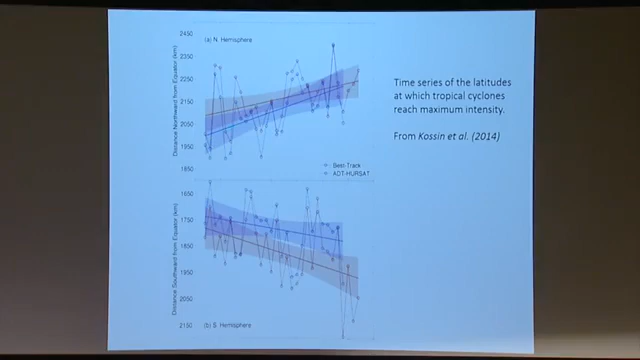 2450
(a) N. Hemisphere
2350
2250
2150
2050
1950
1850
Distance Northward from Equator (km)
Best-Track
ADT-HURSAT
1650
1750
1850
1950
2050
2150
Distance Southward from Equator (km)
(b) S. Hemisphere
Time series of the latitudes
at which tropical cyclones
reach maximum intensity.
From Kossin et al. (2014)